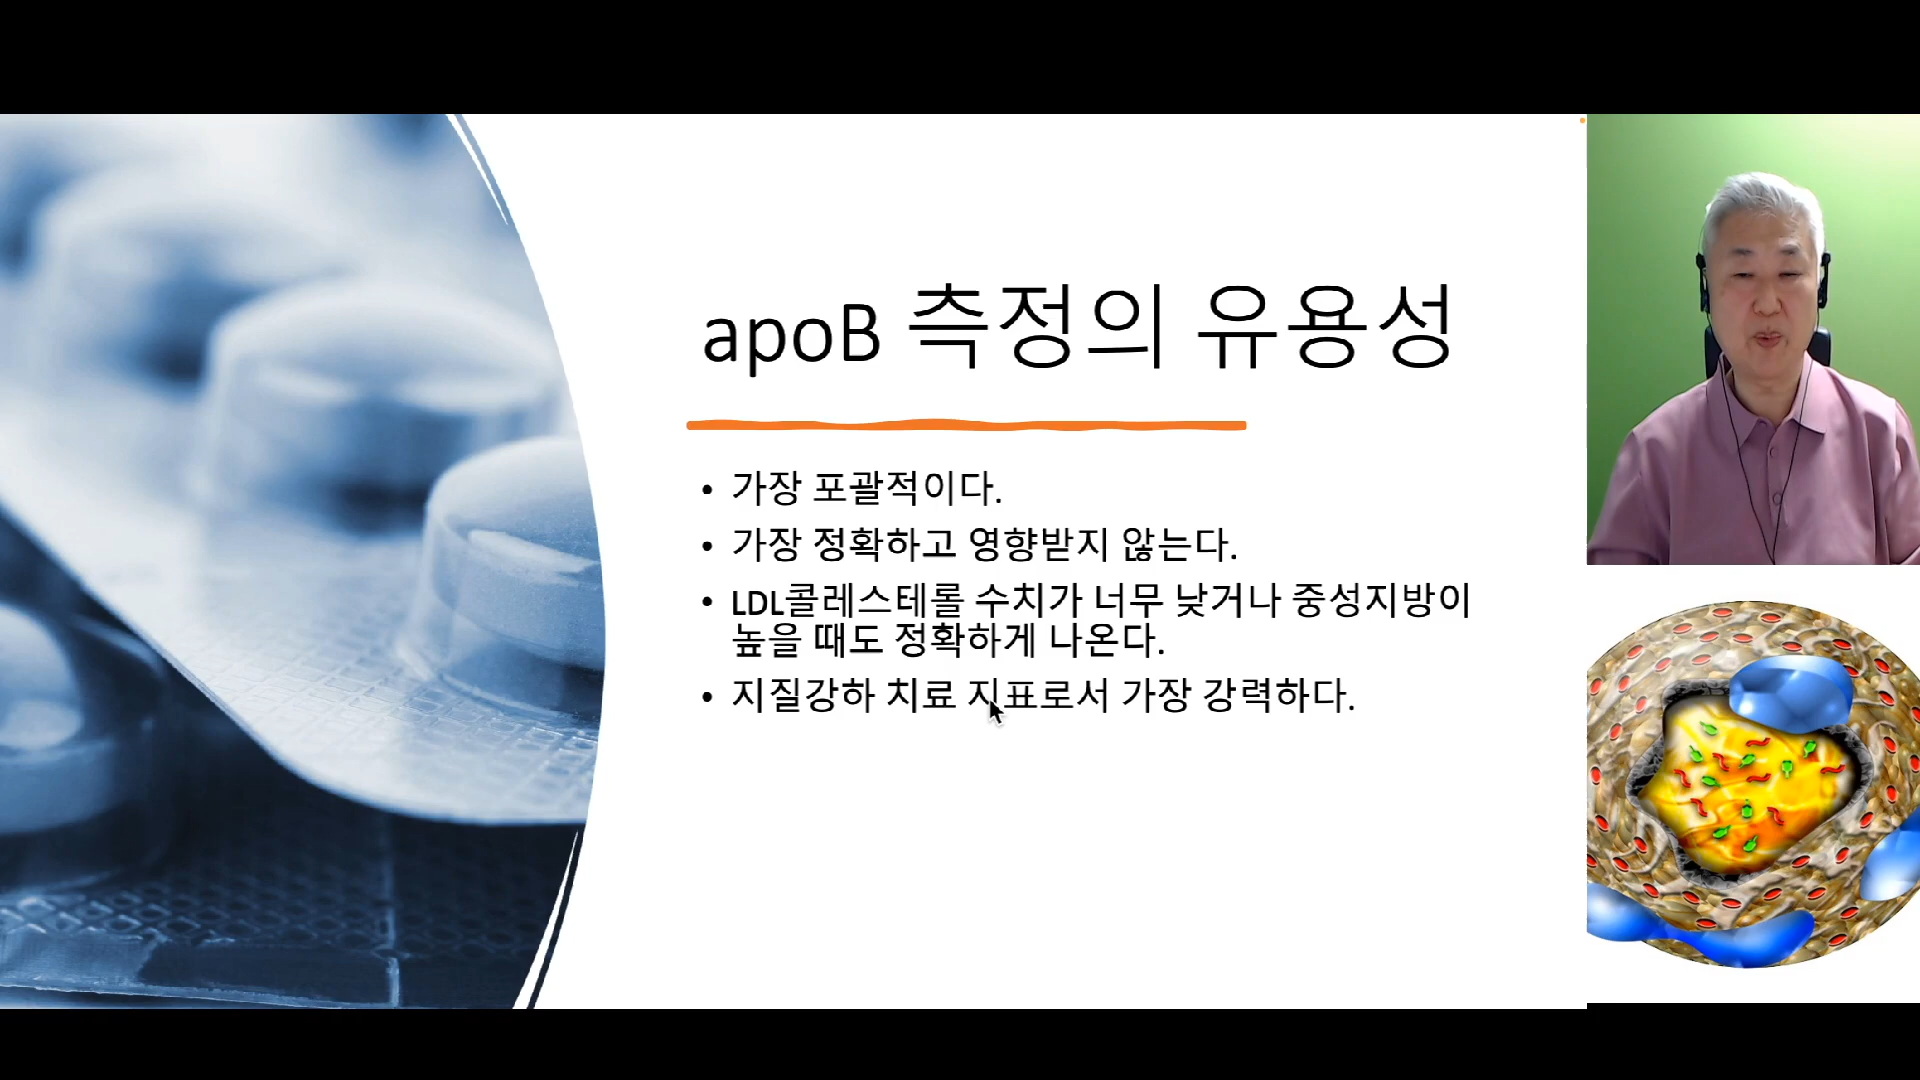 apoB 측정의 유용성
• 가장 포괄적이다.
• 가장 정확하고 영향받지 않는다.
• LDL콜레스테롤 수치가 너무 낮거나 중성지방이
높을 때도 정확하게 나온다.
• 지질강하 치료 지표로서 가장 강력하다.